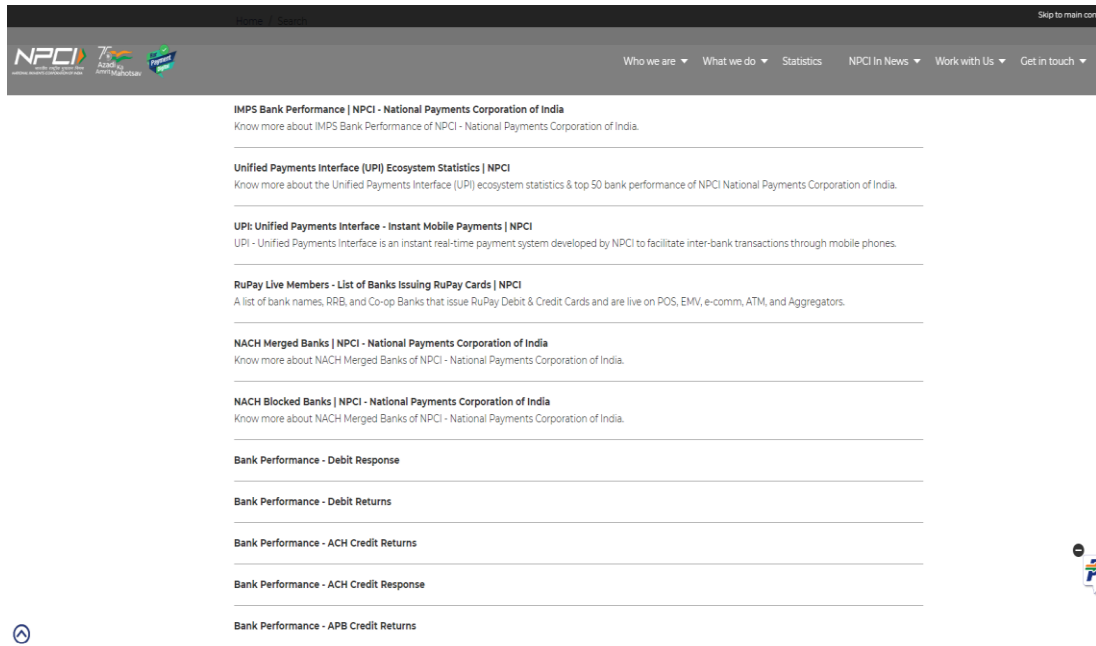 Skip to main con
Home / Search
NPCI
NATIONAL PAYMENTS CORPORATION OF INDIA
75
Azadi Ka
Amrit Mahotsav
Payment
Who we are
What we do
Statistics
NPCI In News
Work with Us
Get in touch
IMPS Bank Performance | NPCI - National Payments Corporation of India
Know more about IMPS Bank Performance of NPCI - National Payments Corporation of India.
Unified Payments Interface (UPI) Ecosystem Statistics | NPCI
Know more about the Unified Payments Interface (UPI) ecosystem statistics & top 50 bank performance of NPCI National Payments Corporation of India.
UPI: Unified Payments Interface - Instant Mobile Payments | NPCI
UPI - Unified Payments Interface is an instant real-time payment system developed by NPCI to facilitate inter-bank transactions through mobile phones.
RuPay Live Members - List of Banks Issuing RuPay Cards | NPCI
A list of bank names, RRB, and Co-op Banks that issue RuPay Debit & Credit Cards and are live on POS, EMV, e-comm, ATM, and Aggregators.
NACH Merged Banks | NPCI - National Payments Corporation of India
Know more about NACH Merged Banks of NPCI - National Payments Corporation of India.
NACH Blocked Banks | NPCI - National Payments Corporation of India
Know more about NACH Merged Banks of NPCI - National Payments Corporation of India.
Bank Performance - Debit Response
Bank Performance - Debit Returns
Bank Performance - ACH Credit Returns
Bank Performance - ACH Credit Response
Bank Performance - APB Credit Returns